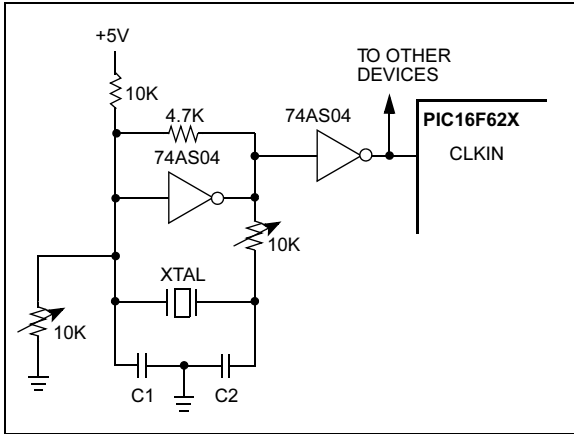 +5V
TO OTHER
DEVICES
10K
4.7K
74AS04
74AS04
PIC16F62X
CLKIN
10K
XTAL
10K
C1
C2